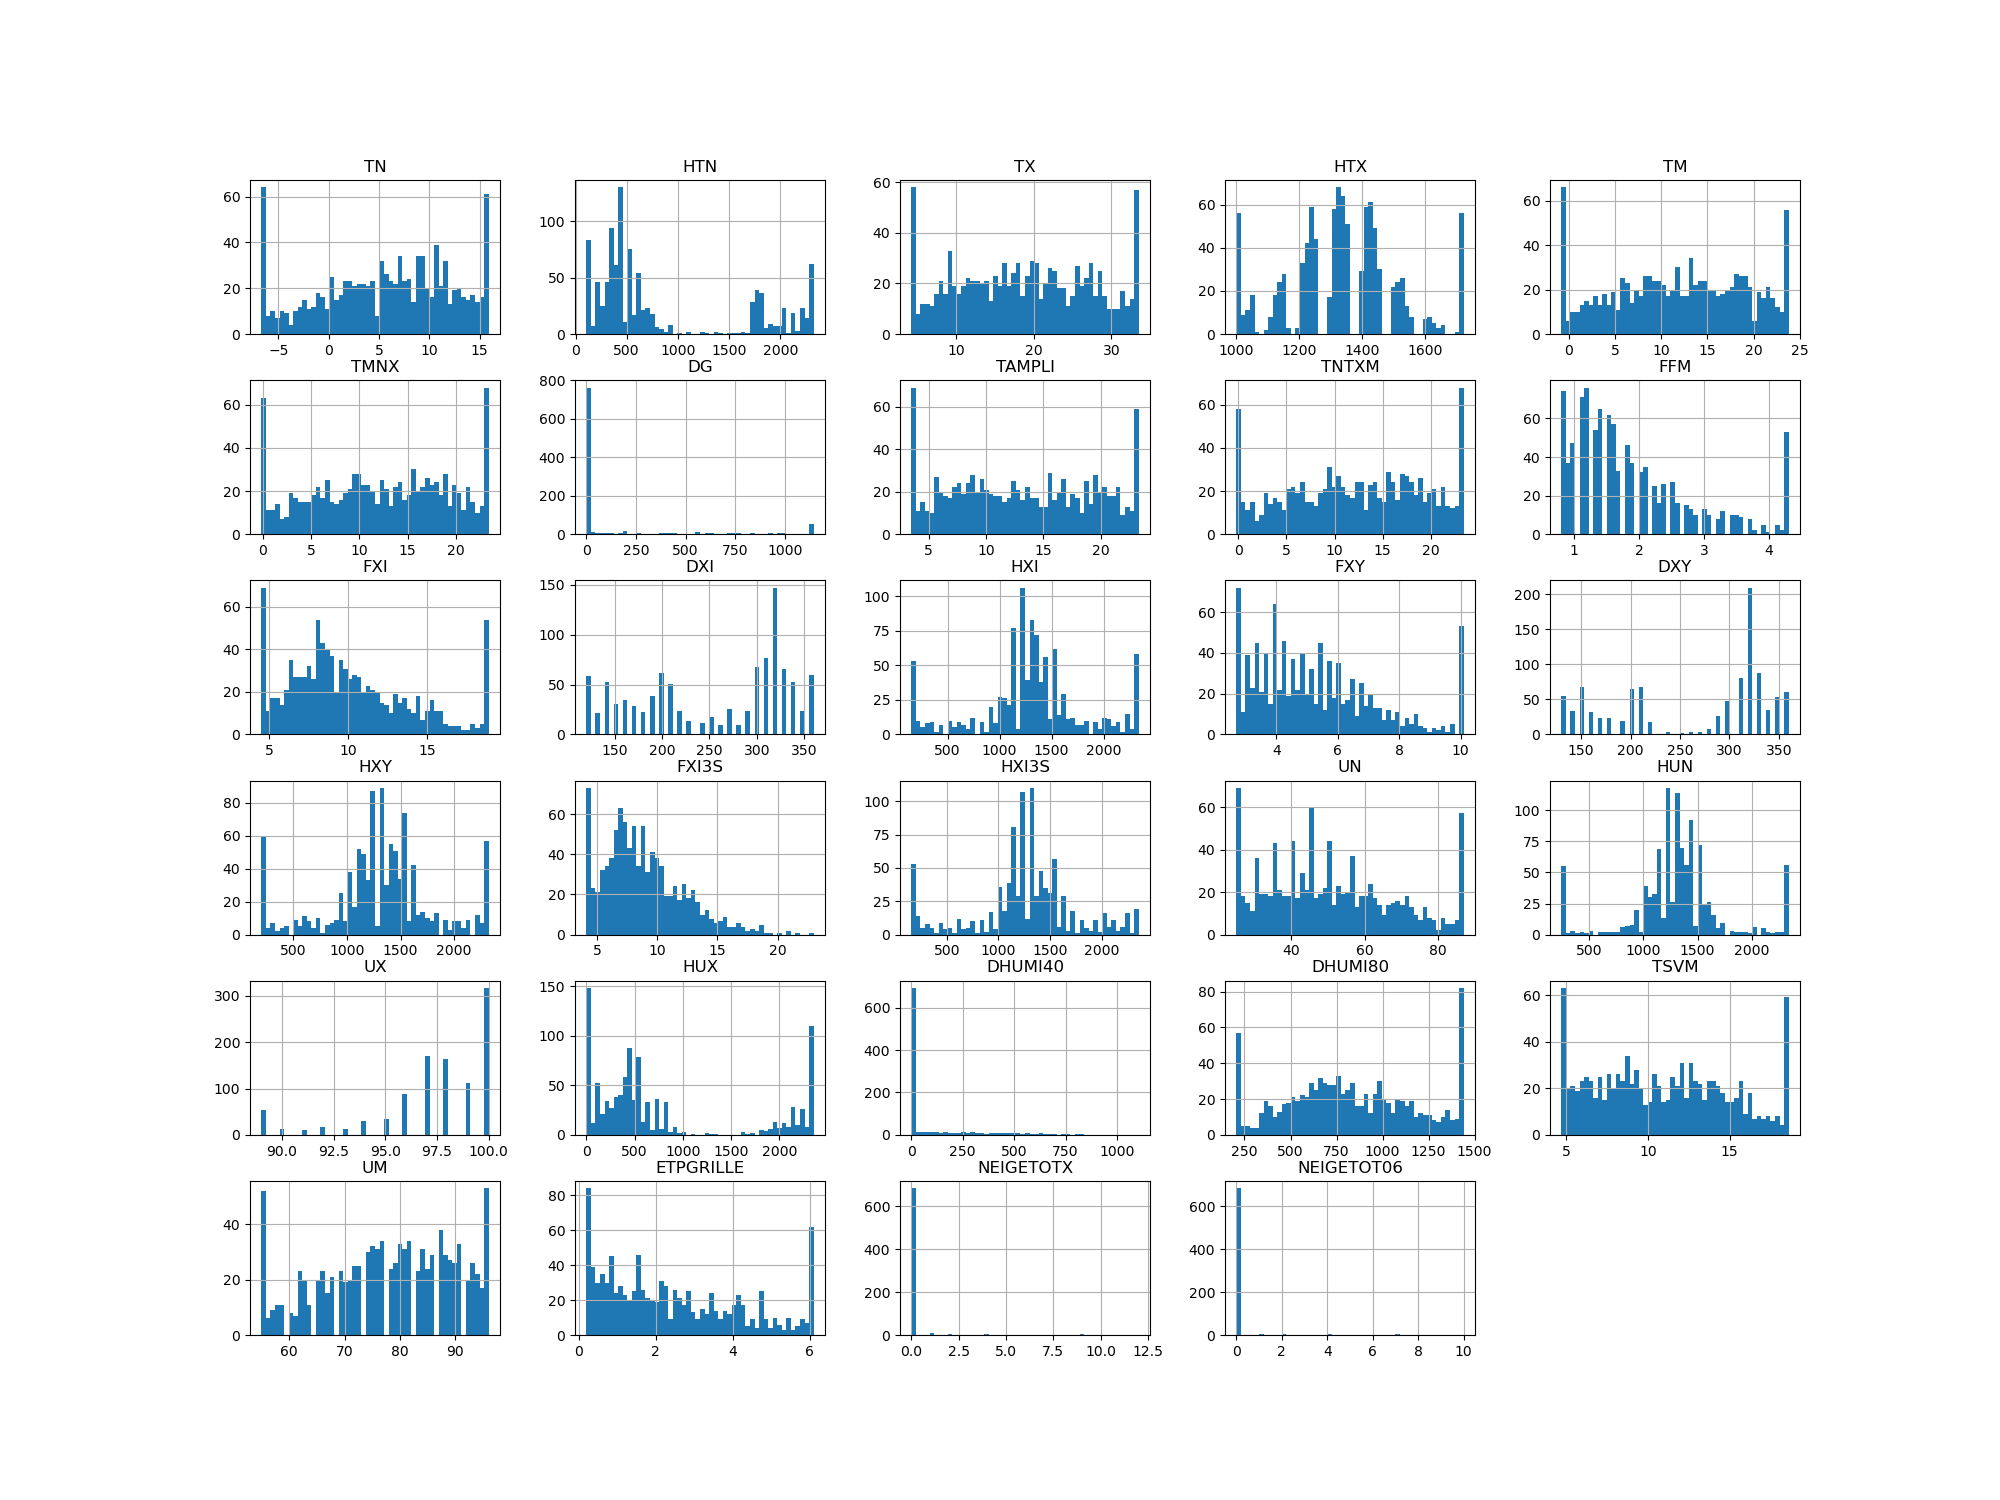 TN HTN TX HTX TM
60 40 20 0 −5 0 5 10 15
100 50 0 0 500 1000 1500 2000
60 40 20 0 10 20 30
60 40 20 0 1000 1200 1400 1600
60 40 20 0 0 5 10 15 20 25
TMNX DG TAMPLI TNTXM FFM
60 40 20 0 0 5 10 15 20
800 600 400 200 0 0 250 500 750 1000
60 40 20 0 5 10 15 20
60 40 20 0 0 5 10 15 20
60 40 20 0 1 2 3 4
FXI DXI HXI FXY DXY
60 40 20 0 5 10 15
150 100 50 0 150 200 250 300 350
100 75 50 25 0 500 1000 1500 2000
60 40 20 0 4 6 8 10
200 150 100 50 0 150 200 250 300 350
HXY FXI3S HXI3S UN HUN
80 60 40 20 0 500 1000 1500 2000
60 40 20 0 5 10 15 20
100 75 50 25 0 500 1000 1500 2000
60 40 20 0 40 60 80
100 75 50 25 0 500 1000 1500 2000
UX HUX DHUMI40 DHUMI80 TSVM
300 200 100 0 90.0 92.5 95.0 97.5 100.0
150 100 50 0 0 500 1000 1500 2000
600 400 200 0 0 250 500 750 1000
80 60 40 20 0 250 500 750 1000 1250 1500
60 40 20 0 5 10 15
UM ETPGRILLE NEIGETOTX NEIGETOT06
40 20 0 60 70 80 90
80 60 40 20 0 0 2 4 6
600 400 200 0 0.0 2.5 5.0 7.5 10.0 12.5
600 400 200 0 0 2 4 6 8 10